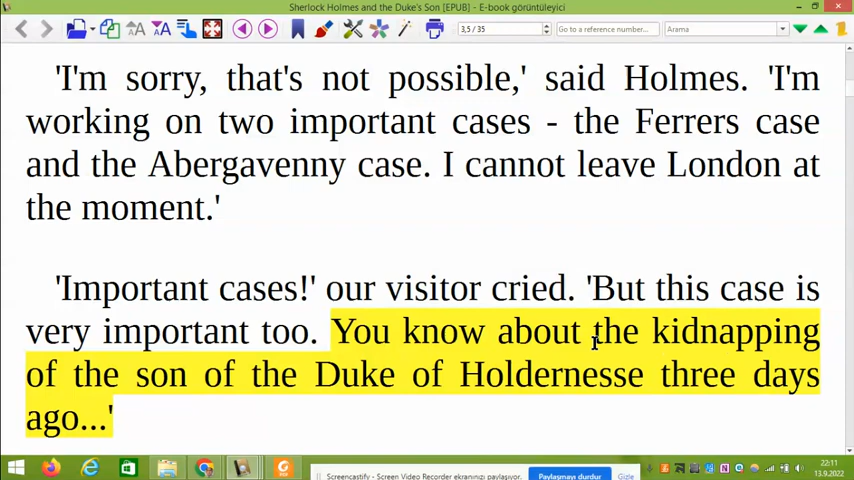 Sherlock Holmes and the Duke's Son [EPUB] - E-book görüntüleyici
3,5 / 35
Go to a reference number...
Arama
'I'm sorry, that's not possible,' said Holmes. 'I'm
working on two important cases - the Ferrers case
and the Abergavenny case. I cannot leave London at
the moment.'
'Important cases!' our visitor cried. 'But this case is
very important too. You know about the kidnapping
of the son of the Duke of Holdernesse three days
ago...'
Screencastify - Screen Video Recorder ekranınızı paylaşıyor.
Paylaşmayı durdur
Gizle
22:11
13.9.2022